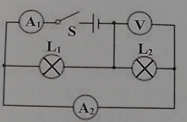 A₁ V
S
L₁ L₂
A₂